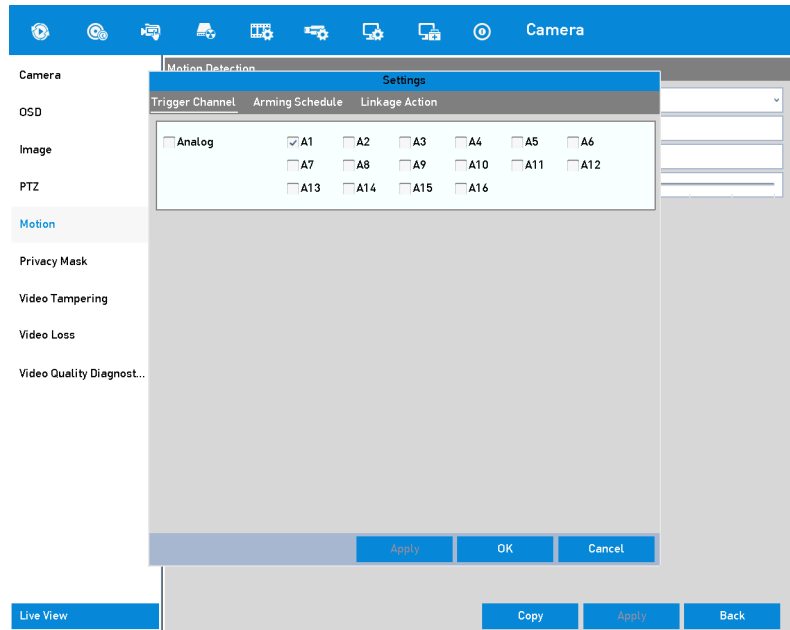 Camera
Camera
Motion Detection
Settings
OSD
Trigger Channel Arming Schedule Linkage Action
Analog A1 A2 A3 A4 A5 A6
Image
A7 A8 A9 A10 A11 A12
PTZ
A13 A14 A15 A16
Motion
Privacy Mask
Video Tampering
Video Loss
Video Quality Diagnost...
Apply OK Cancel
Live View Copy Apply Back